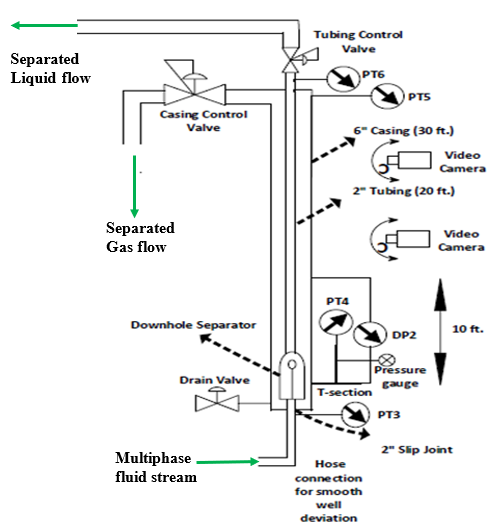 Tubing Control
Valve
Separated
Liquid flow
PT6
PT5
Casing Control
Valve
6" Casing (30 ft.)
Video
Camera
2" Tubing (20 ft.)
Separated
Gas flow
Video
Camera
PT4
Downhole Separator
DP2
10 ft.
Pressure
gauge
Drain Valve
T-section
PT3
2" Slip Joint
Multiphase
fluid stream
Hose
connection
for smooth
well
deviation